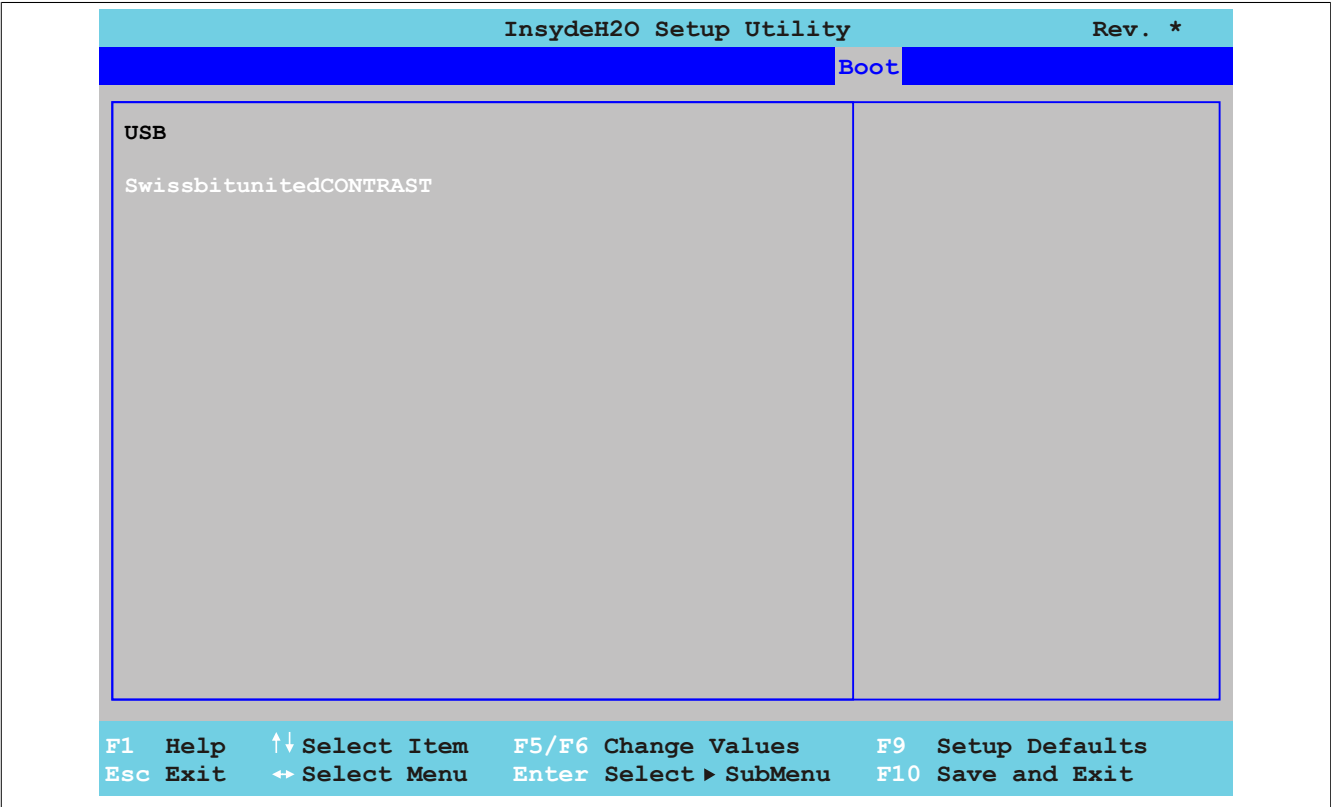 InsydeH2O Setup Utility Rev. *
Boot
USB
SwissbitunitedCONTRAST
F1 Help ↑↓ Select Item F5/F6 Change Values F9 Setup Defaults
Esc Exit ↔ Select Menu Enter Select ▶ SubMenu F10 Save and Exit